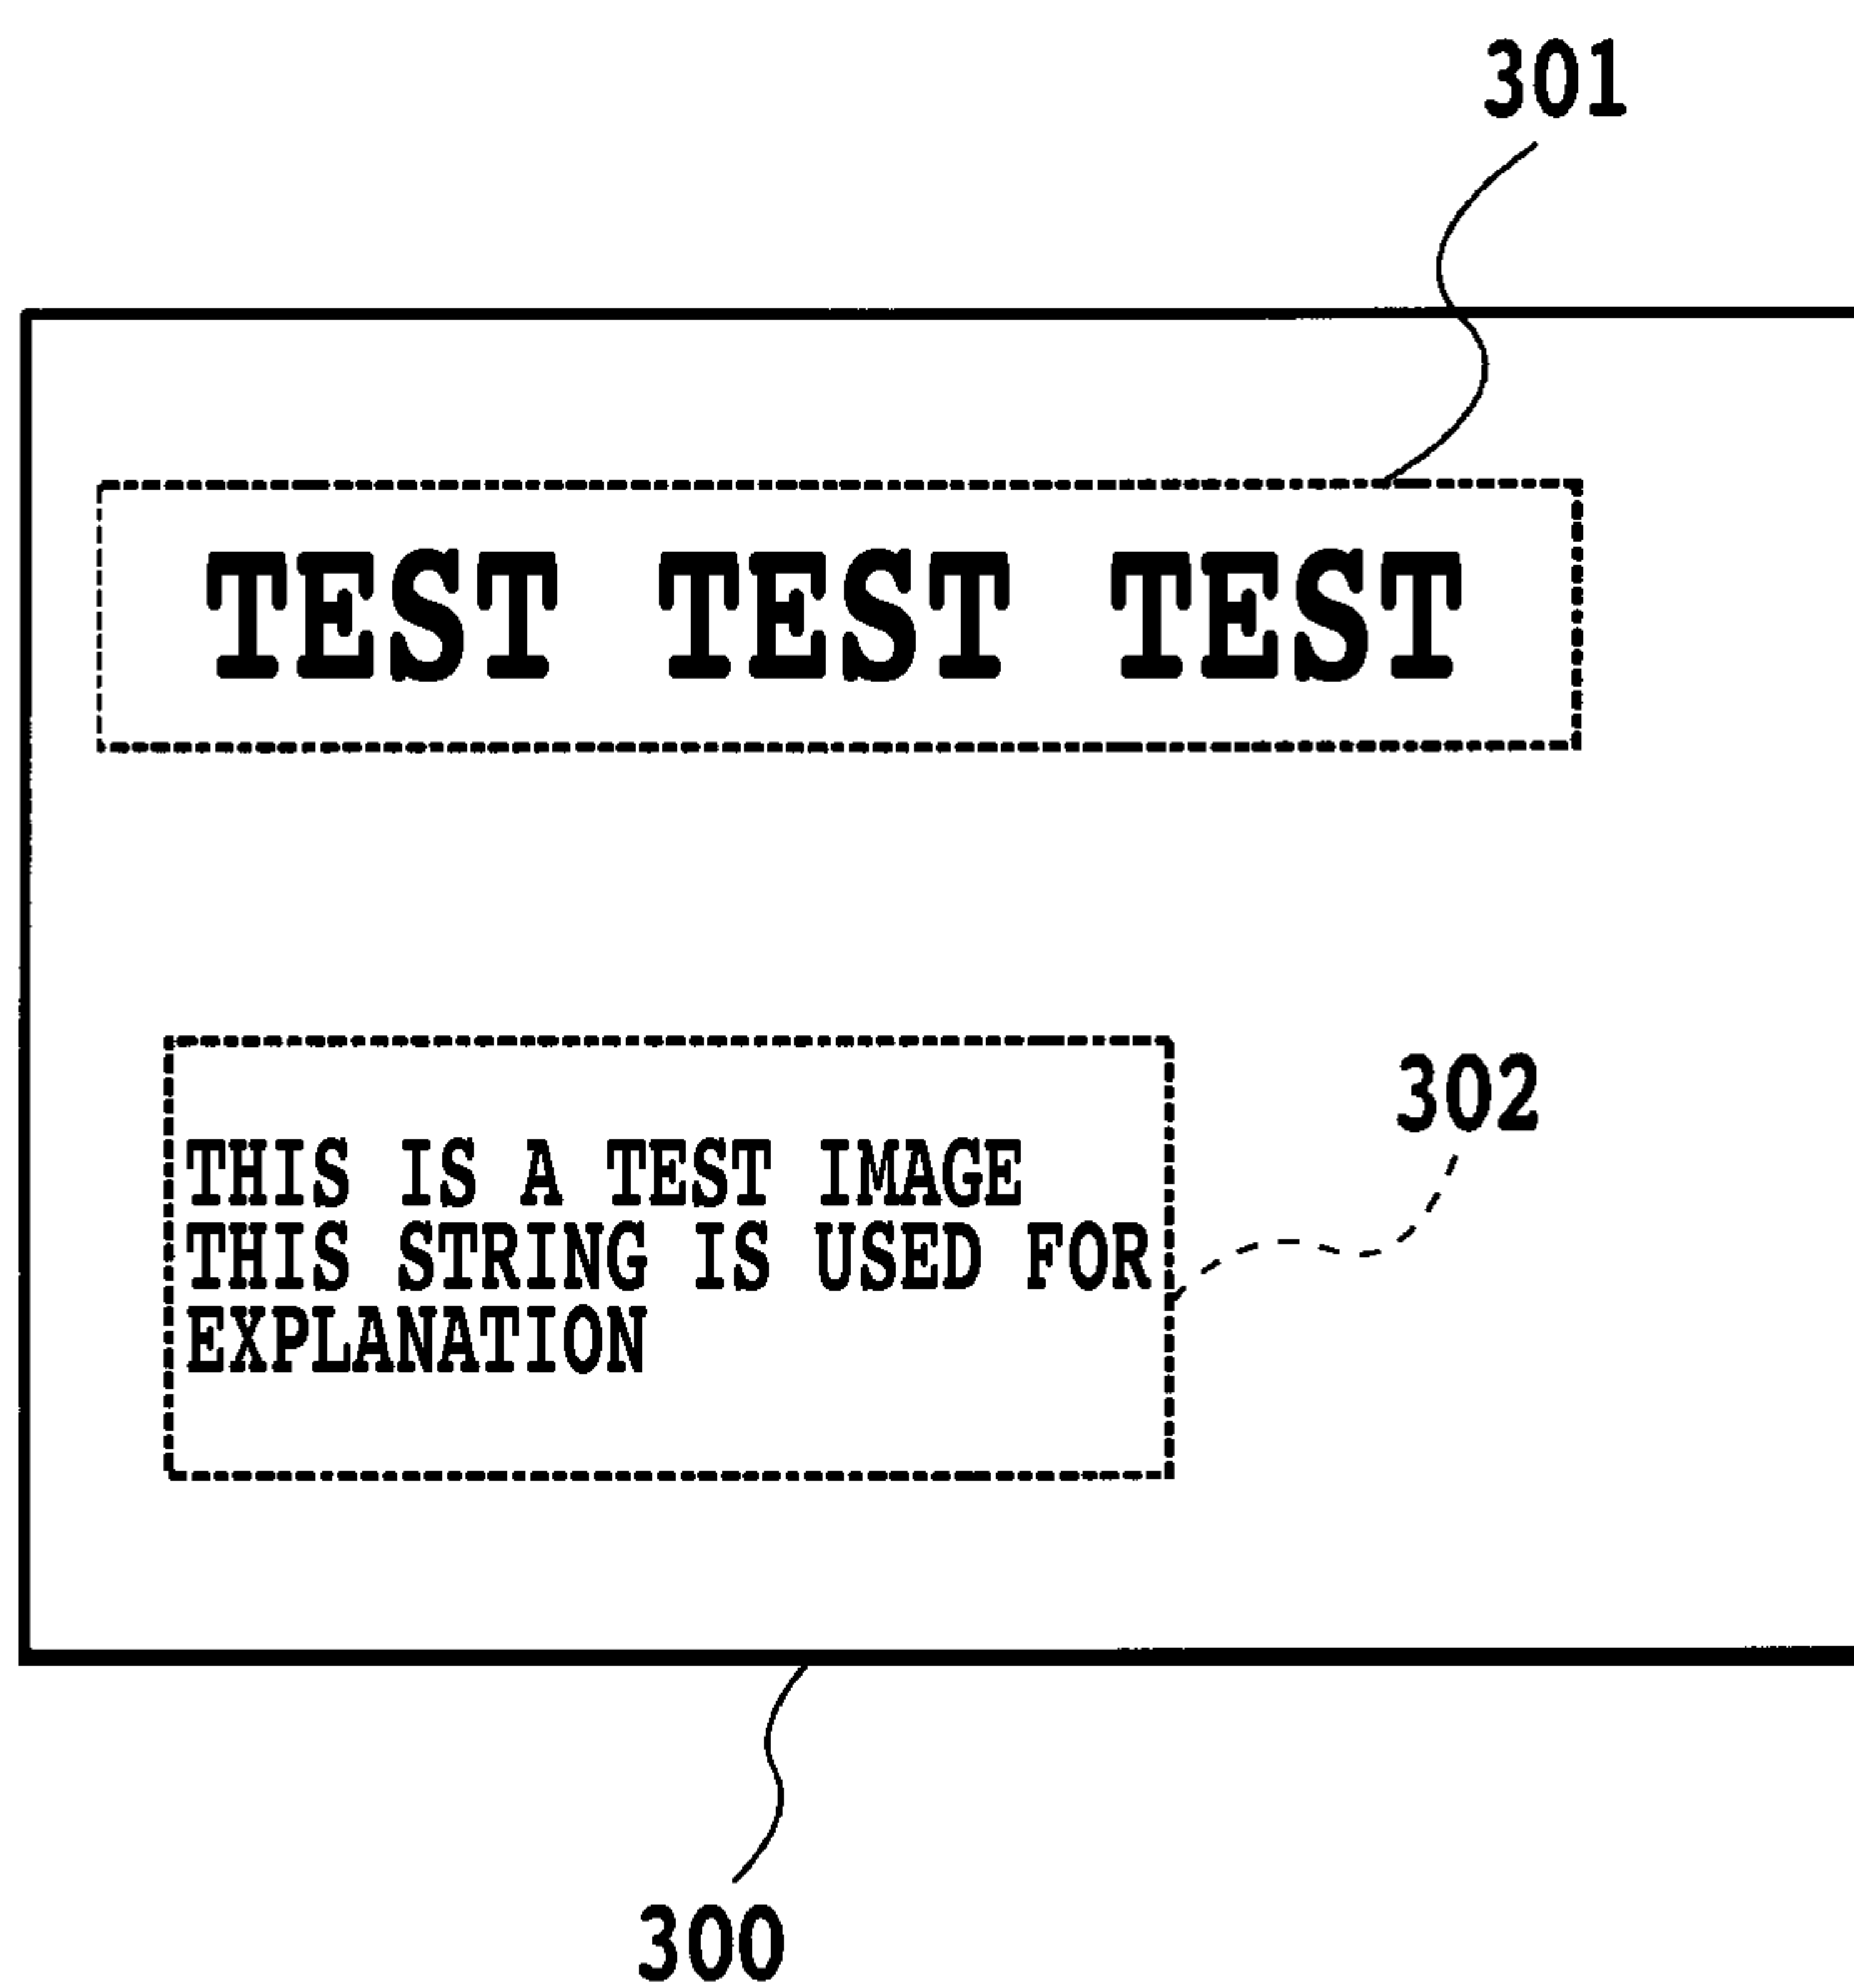 301
TEST TEST TEST
302
THIS IS A TEST IMAGE
THIS STRING IS USED FOR
EXPLANATION
300